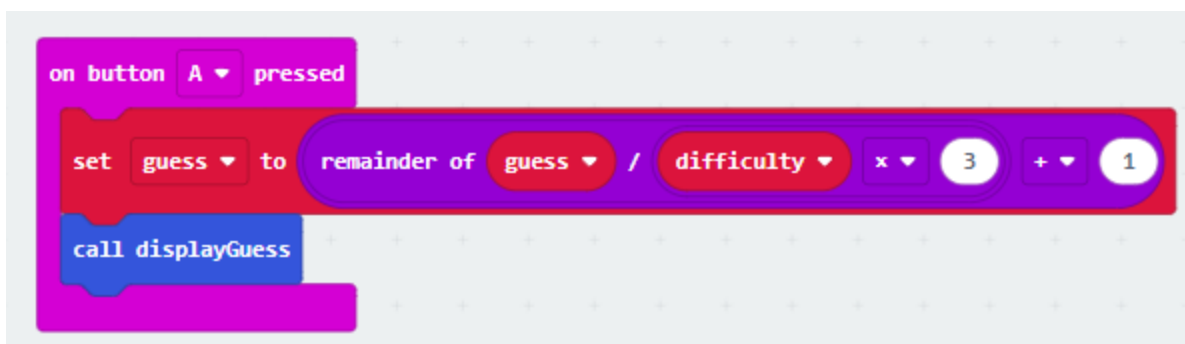 on button A pressed
set guess to remainder of guess / difficulty x 3 + 1
call displayGuess